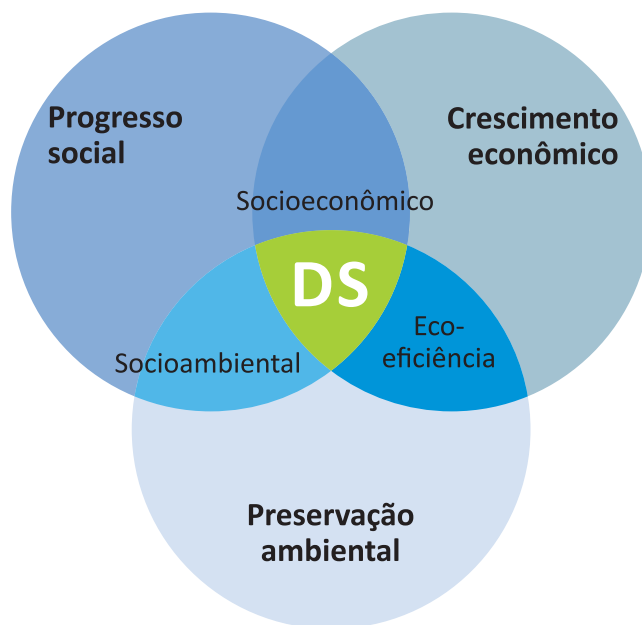 Progresso
social
Crescimento
econômico
Socioeconômico
DS
Socioambiental
Eco-
eficiência
Preservação
ambiental